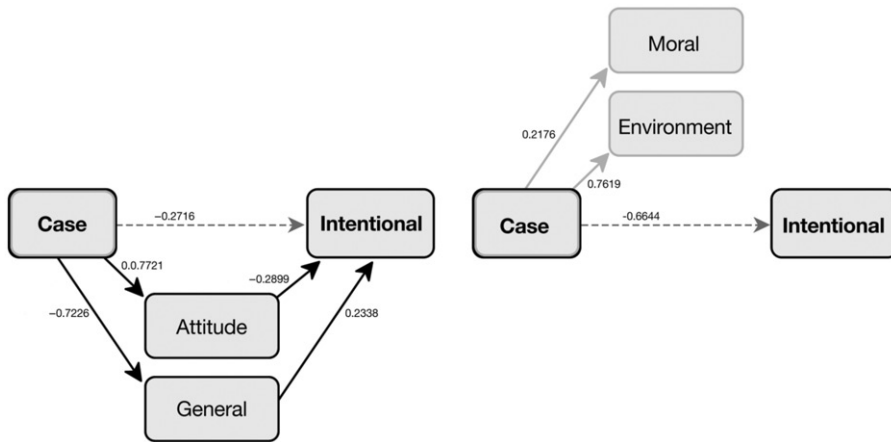 Moral
0.2176
Environment
0.7619
Case
−0.2716
Intentional
Case
-0.6644
Intentional
0.0.7721
−0.2899
−0.7226
Attitude
0.2338
General